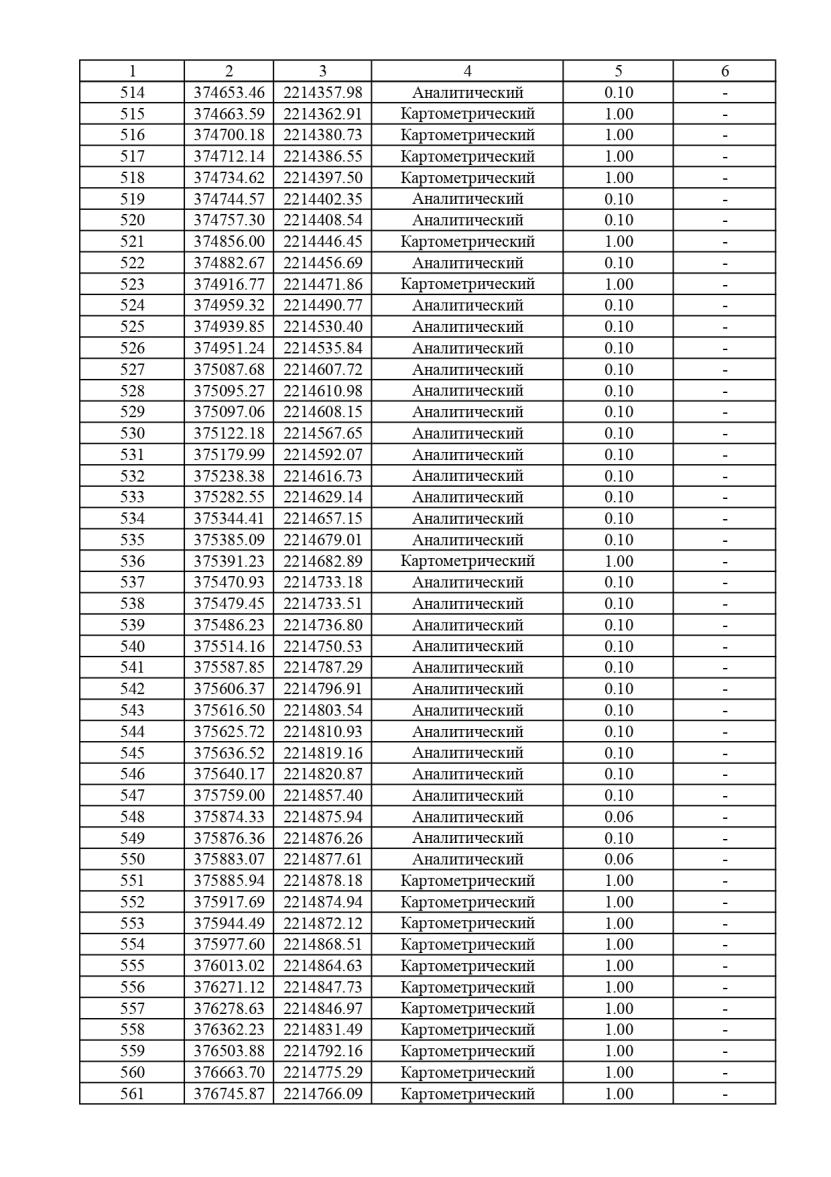 1 2 3 4 5 6
514 374653.46 2214357.98 Аналитический 0.10 -
515 374663.59 2214362.91 Картометрический 1.00 -
516 374700.18 2214380.73 Картометрический 1.00 -
517 374712.14 2214386.55 Картометрический 1.00 -
518 374734.62 2214397.50 Картометрический 1.00 -
519 374744.57 2214402.35 Аналитический 0.10 -
520 374757.30 2214408.54 Аналитический 0.10 -
521 374856.00 2214446.45 Картометрический 1.00 -
522 374882.67 2214456.69 Аналитический 0.10 -
523 374916.77 2214471.86 Картометрический 1.00 -
524 374959.32 2214490.77 Аналитический 0.10 -
525 374939.85 2214530.40 Аналитический 0.10 -
526 374951.24 2214535.84 Аналитический 0.10 -
527 375087.68 2214607.72 Аналитический 0.10 -
528 375095.27 2214610.98 Аналитический 0.10 -
529 375097.06 2214608.15 Аналитический 0.10 -
530 375122.18 2214567.65 Аналитический 0.10 -
531 375179.99 2214592.07 Аналитический 0.10 -
532 375238.38 2214616.73 Аналитический 0.10 -
533 375282.55 2214629.14 Аналитический 0.10 -
534 375344.41 2214657.15 Аналитический 0.10 -
535 375385.09 2214679.01 Аналитический 0.10 -
536 375391.23 2214682.89 Картометрический 1.00 -
537 375470.93 2214733.18 Аналитический 0.10 -
538 375479.45 2214733.51 Аналитический 0.10 -
539 375486.23 2214736.80 Аналитический 0.10 -
540 375514.16 2214750.53 Аналитический 0.10 -
541 375587.85 2214787.29 Аналитический 0.10 -
542 375606.37 2214796.91 Аналитический 0.10 -
543 375616.50 2214803.54 Аналитический 0.10 -
544 375625.72 2214810.93 Аналитический 0.10 -
545 375636.52 2214819.16 Аналитический 0.10 -
546 375640.17 2214820.87 Аналитический 0.10 -
547 375759.00 2214857.40 Аналитический 0.10 -
548 375874.33 2214875.94 Аналитический 0.06 -
549 375876.36 2214876.26 Аналитический 0.10 -
550 375883.07 2214877.61 Аналитический 0.06 -
551 375885.94 2214878.18 Картометрический 1.00 -
552 375917.69 2214874.94 Картометрический 1.00 -
553 375944.49 2214872.12 Картометрический 1.00 -
554 375977.60 2214868.51 Картометрический 1.00 -
555 376013.02 2214864.63 Картометрический 1.00 -
556 376271.12 2214847.73 Картометрический 1.00 -
557 376278.63 2214846.97 Картометрический 1.00 -
558 376362.23 2214831.49 Картометрический 1.00 -
559 376503.88 2214792.16 Картометрический 1.00 -
560 376663.70 2214775.29 Картометрический 1.00 -
561 376745.87 2214766.09 Картометрический 1.00 -